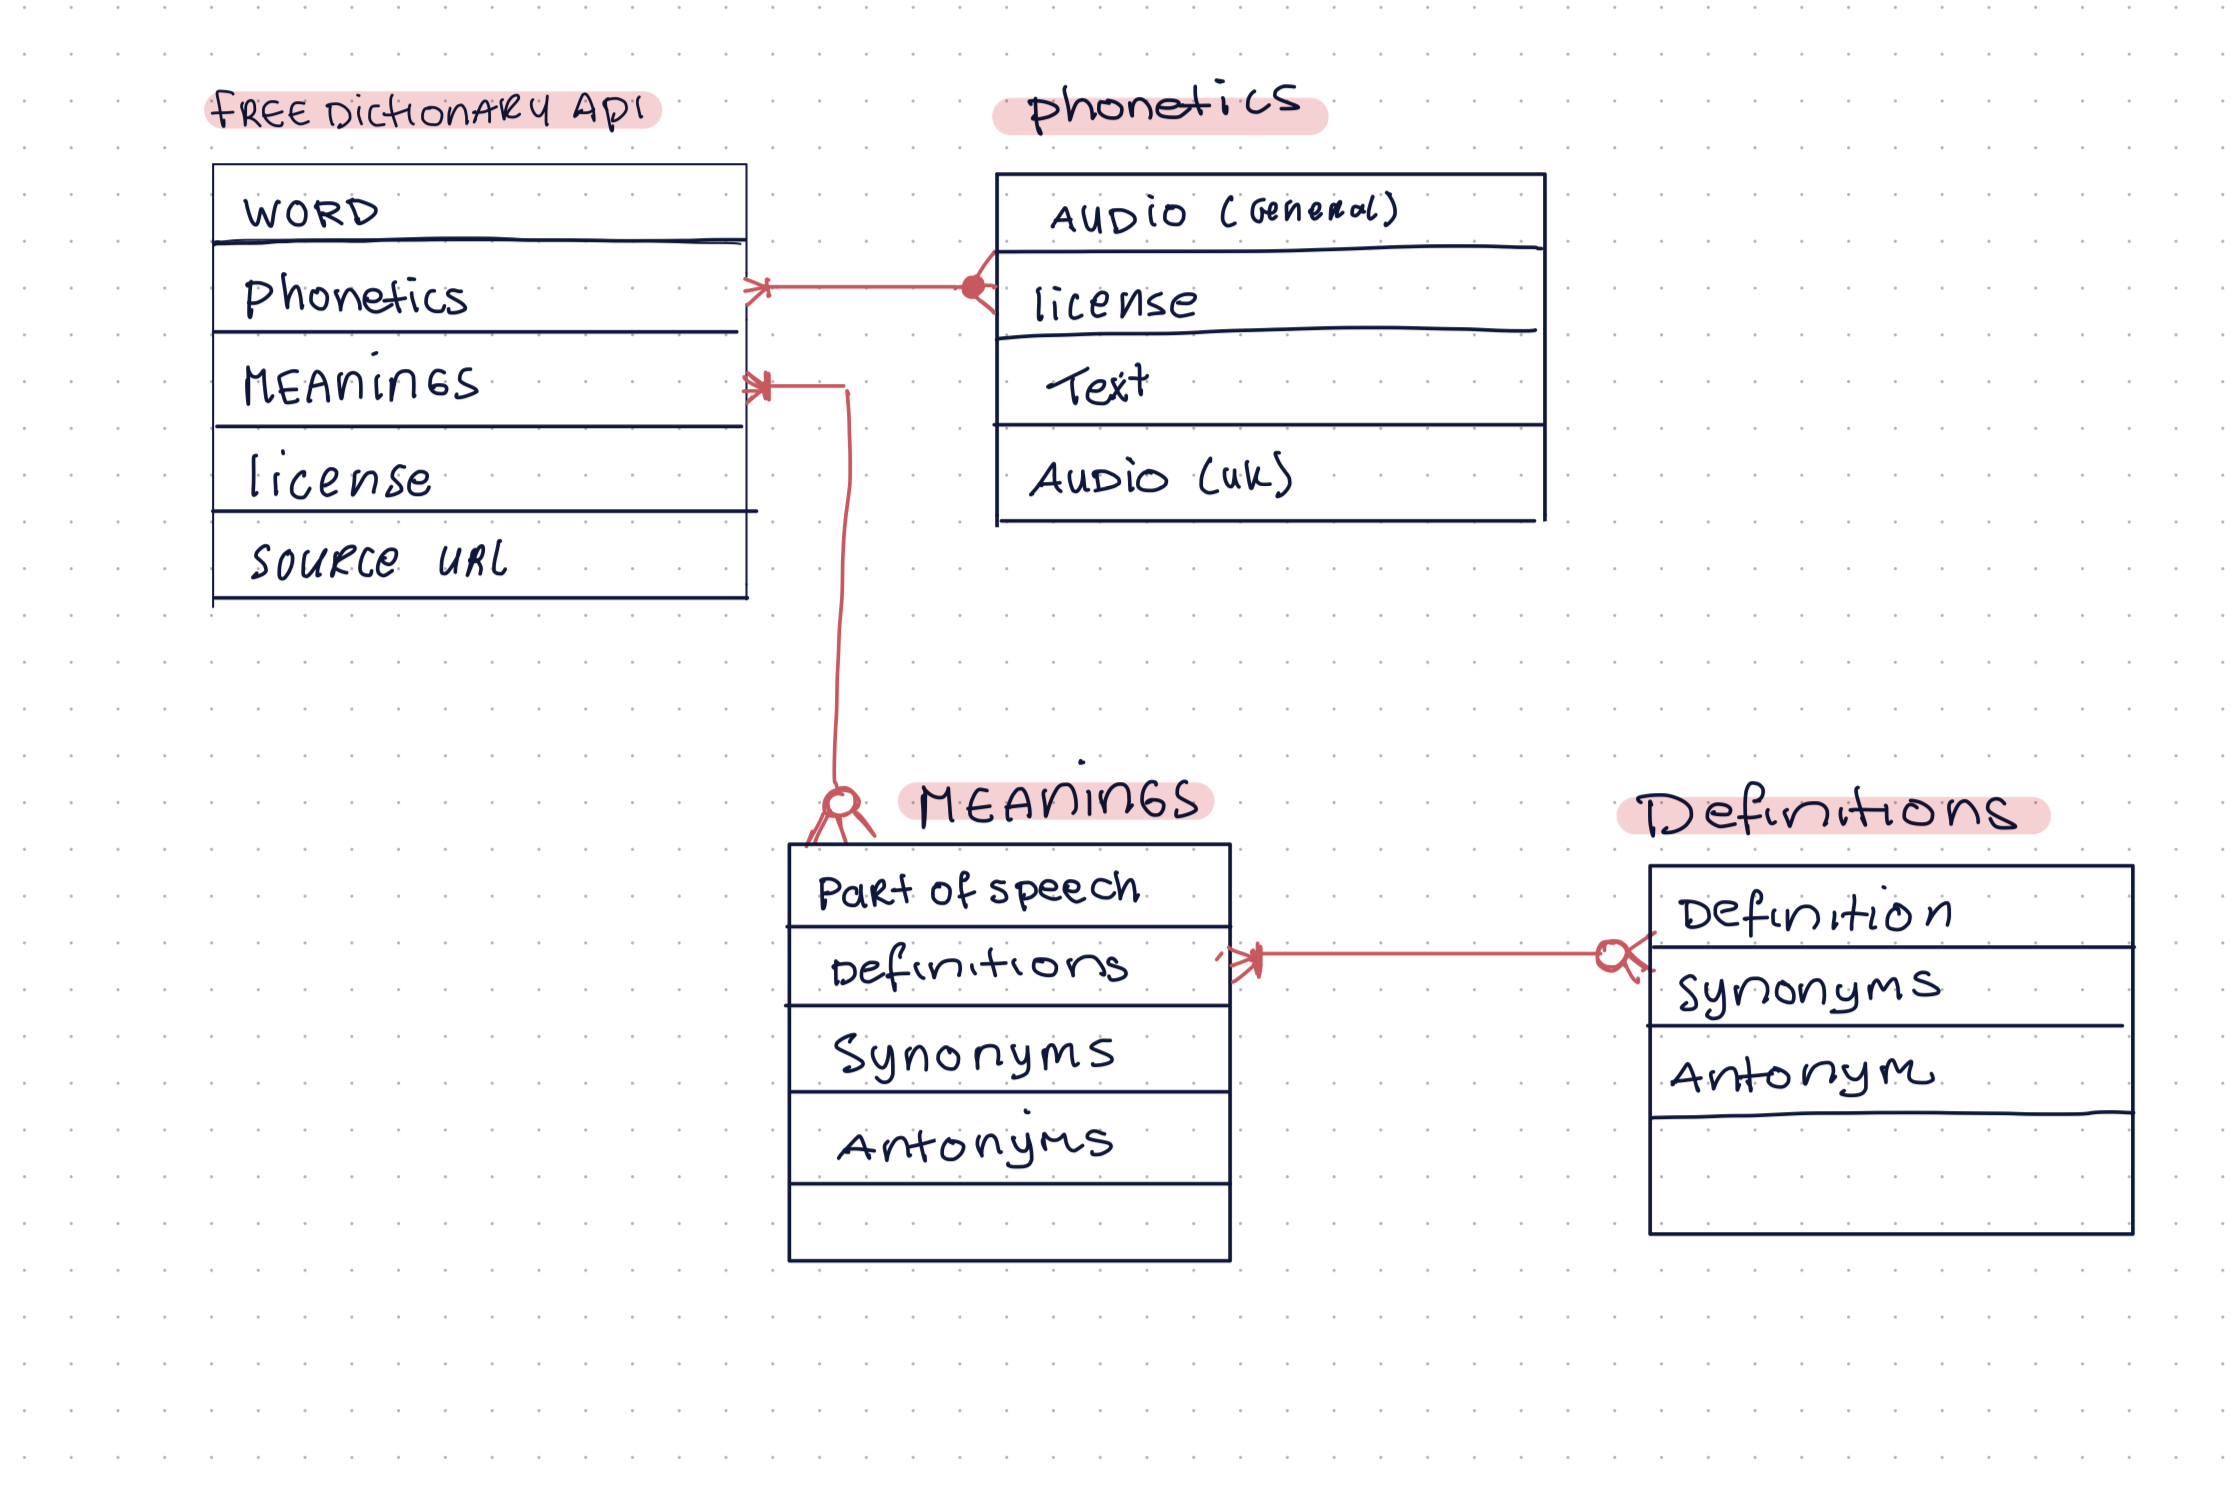 FREE DictionARY Api
WORD
phonetics
MEAninGS
license
source URL
phonetics
AUDiO (General)
license
Text
AUDiO (UK)
MEAninGS
Part of speech
Definitions
Synonyms
Antonyms
Definitions
Definition
synonyms
Antonym